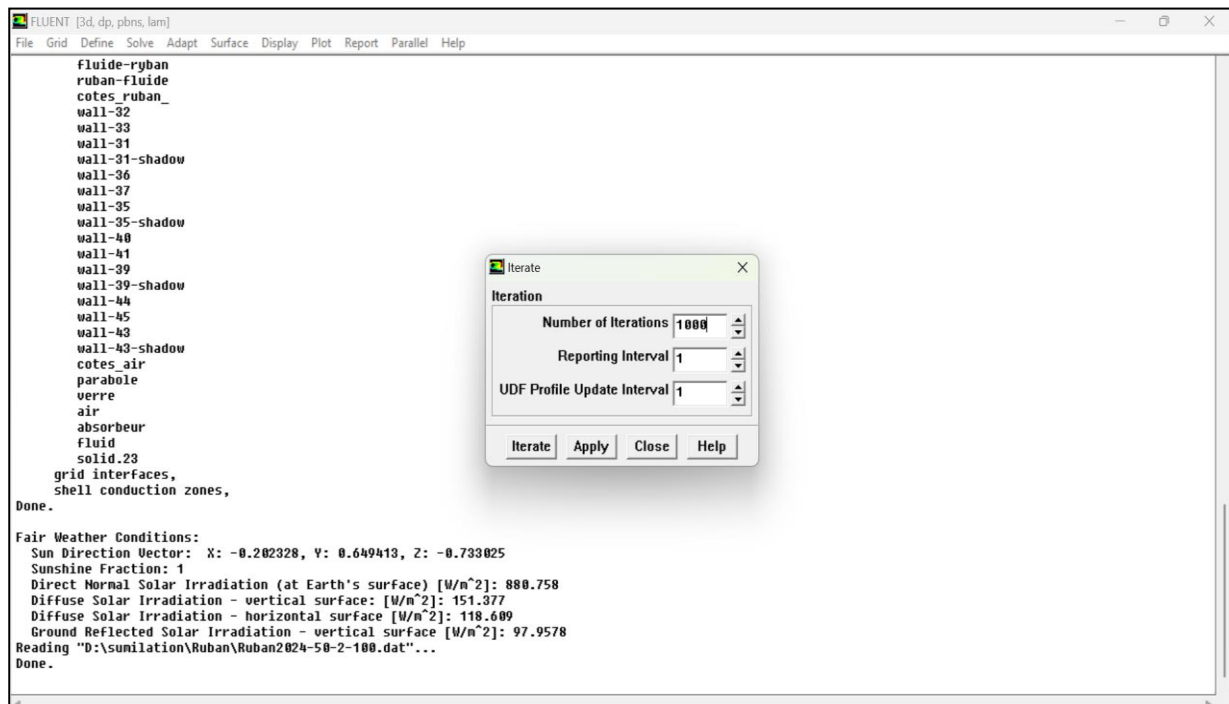 FLUENT [3d, dp, pbns, lam]
File Grid Define Solve Adapt Surface Display Plot Report Parallel Help
fluide-ryban
ruban-fluide
cotes_ruban_
wall-32
wall-33
wall-31
wall-31-shadow
wall-36
wall-37
wall-35
wall-35-shadow
wall-40
wall-41
wall-39
wall-39-shadow
wall-44
wall-45
wall-43
wall-43-shadow
cotes_air
parabole
verre
air
absorbeur
fluid
solid.23
grid interfaces,
shell conduction zones,
Done.
Fair Weather Conditions:
Sun Direction Vector: X: -0.202328, Y: 0.649413, Z: -0.733025
Sunshine Fraction: 1
Direct Normal Solar Irradiation (at Earth's surface) [W/m^2]: 880.758
Diffuse Solar Irradiation - vertical surface: [W/m^2]: 151.377
Diffuse Solar Irradiation - horizontal surface [W/m^2]: 118.609
Ground Reflected Solar Irradiation - vertical surface [W/m^2]: 97.9578
Reading "D:\sumilation\Ruban\Ruban2024-50-2-100.dat"...
Done.
Iterate
Iteration
Number of Iterations 1000
Reporting Interval 1
UDF Profile Update Interval 1
Iterate Apply Close Help